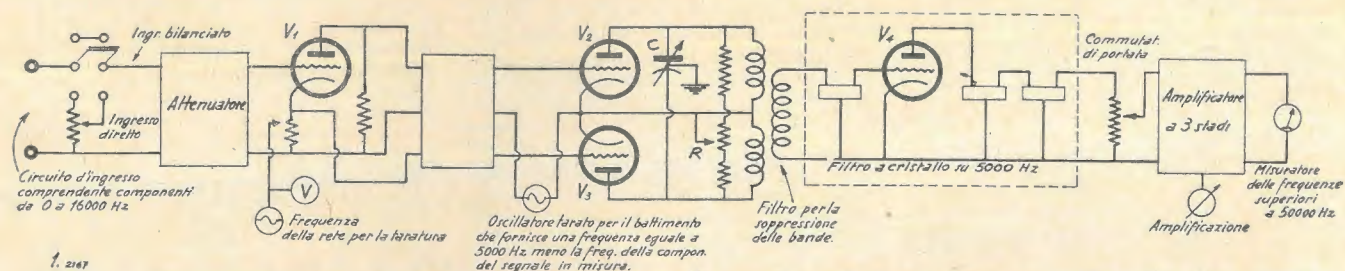 Ingr. bilanciato
Ingresso
diretto
Circuito d'ingresso
comprendente componenti
da 0 a 16000 Hz
Attenuatore
V1
V
Frequenza
della rete per la taratura
V2
V3
Oscillatore tarato per il battimento
che fornisce una frequenza eguale a
5000 Hz meno la freq. della compon.
del segnale in misura.
C
R
Filtro per la
soppressione
delle bande.
V4
Filtro a cristallo su 5000 Hz
Commutat.
di portata
Amplificatore
a 3 stadi
Amplificazione
Misuratore
delle frequenze
superiori
a 50000 Hz
1. 2167